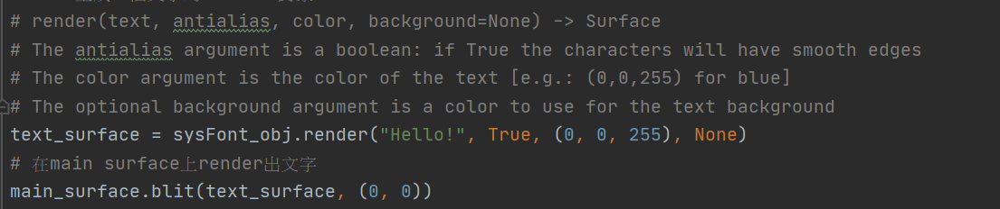 # render(text, antialias, color, background=None) -> Surface
# The antialias argument is a boolean: if True the characters will have smooth edges
# The color argument is the color of the text [e.g.: (0,0,255) for blue]
# The optional background argument is a color to use for the text background
text_surface = sysFont_obj.render("Hello!", True, (0, 0, 255), None)
# 在main surface上render出文字
main_surface.blit(text_surface, (0, 0))